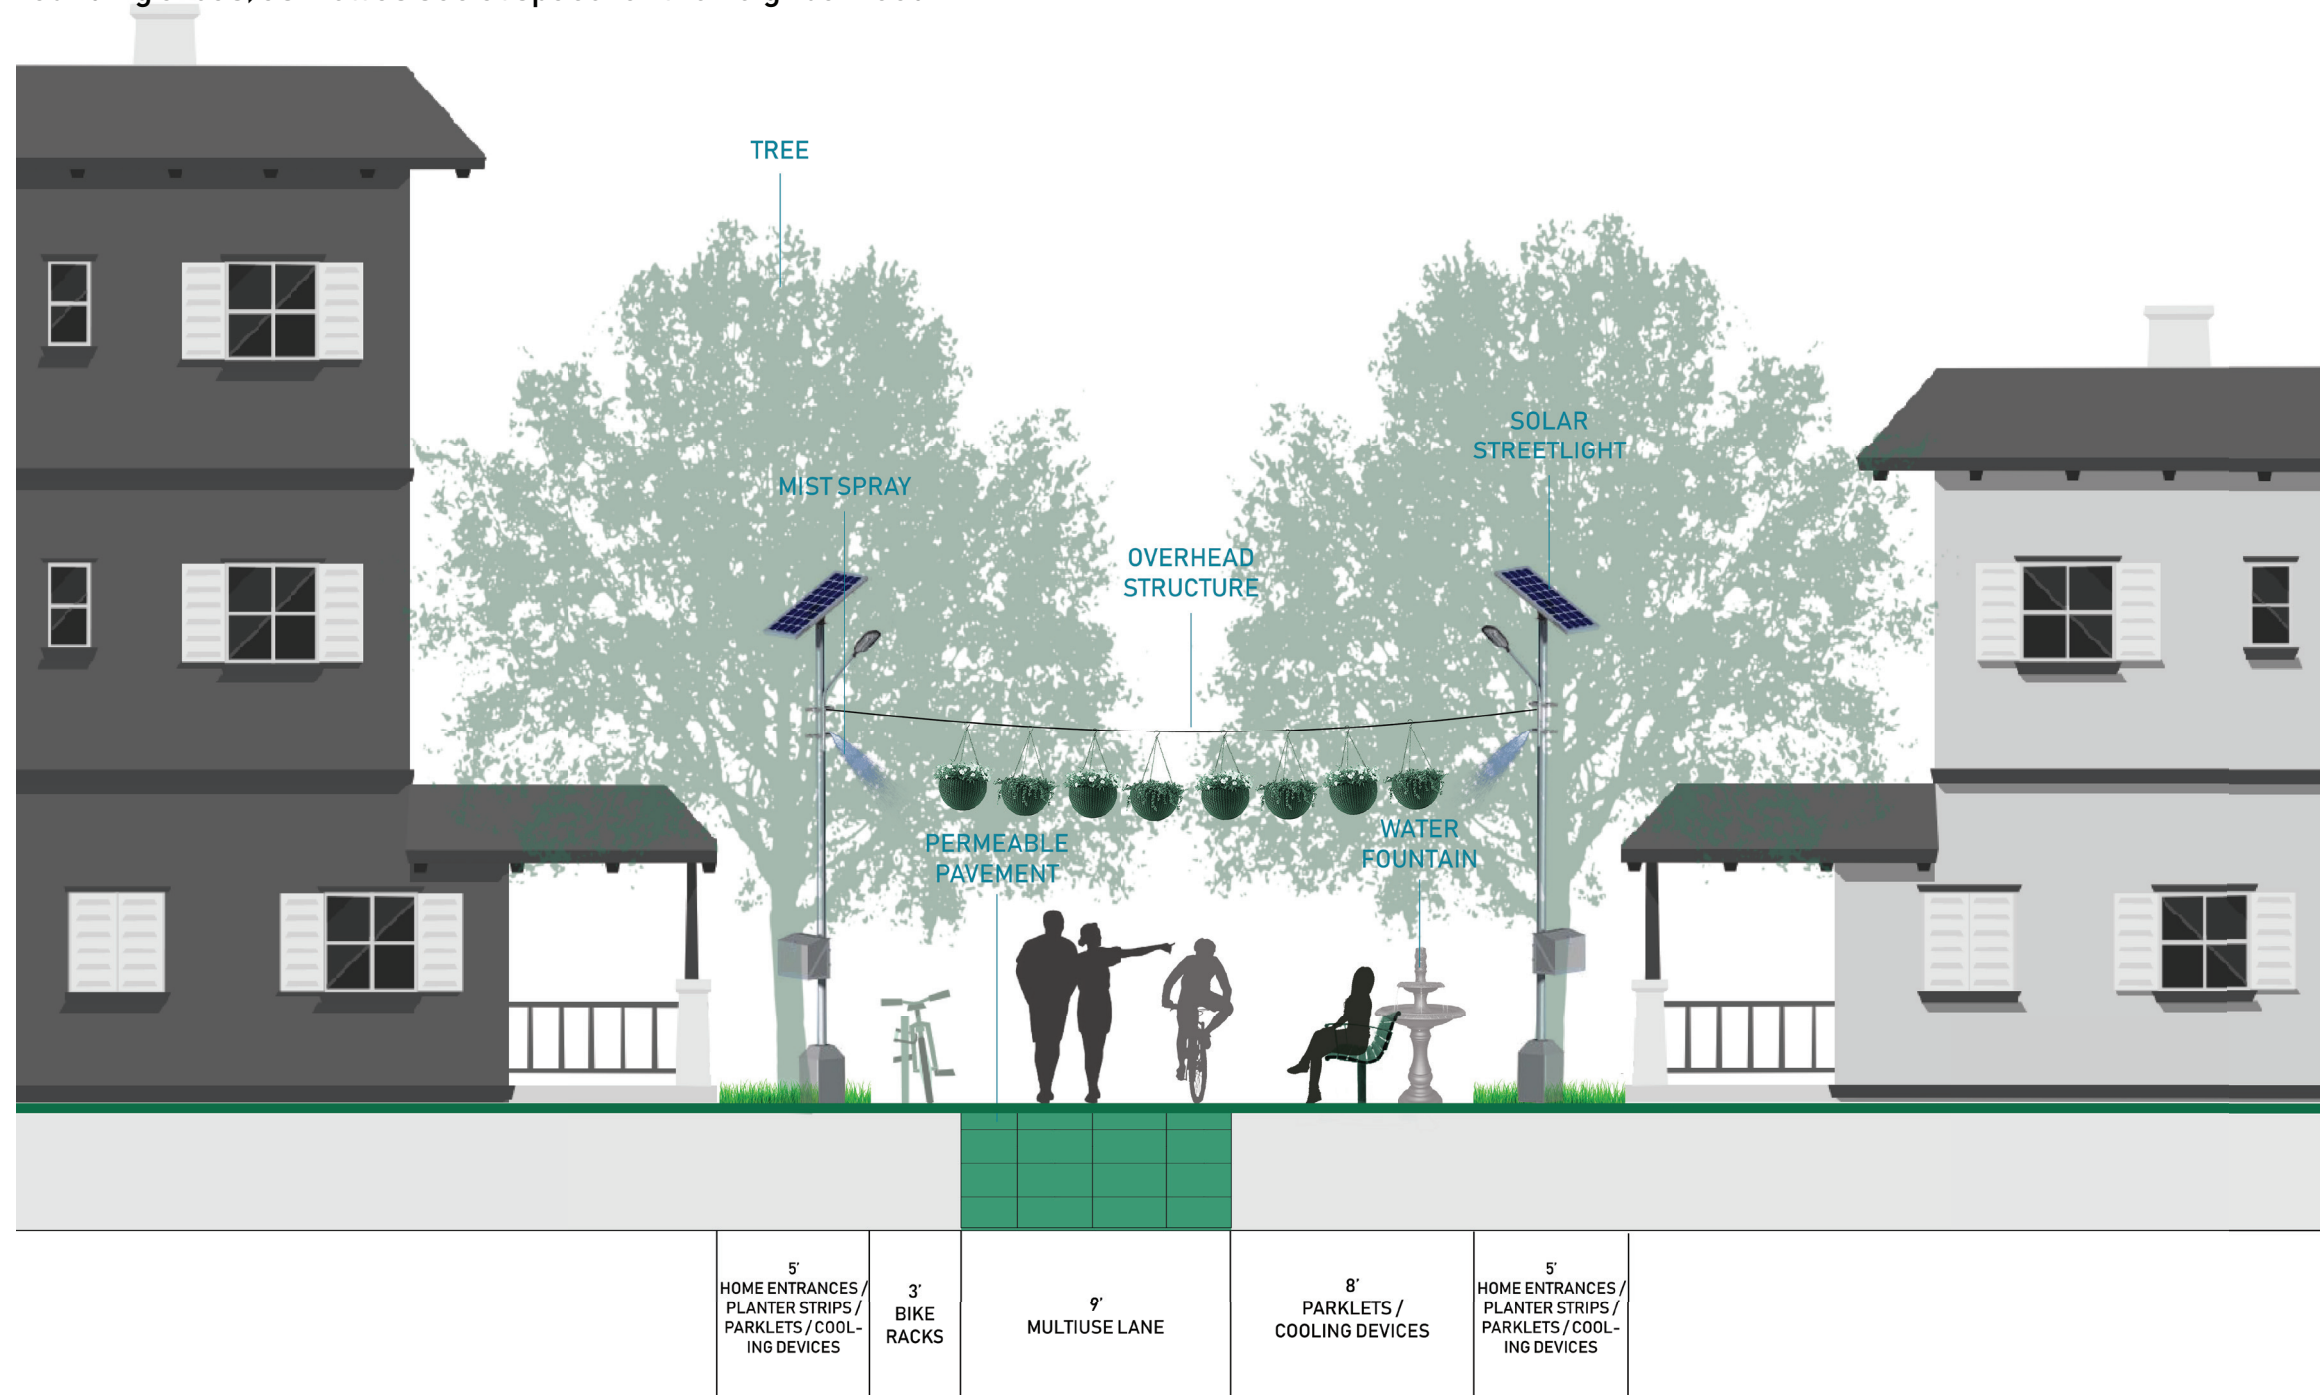 TREE
SOLAR
STREETLIGHT
MIST SPRAY
OVERHEAD
STRUCTURE
PERMEABLE
PAVEMENT
WATER
FOUNTAIN
5’
HOME ENTRANCES /
PLANTER STRIPS /
PARKLETS / COOL-
ING DEVICES
3’
BIKE
RACKS
9’
MULTIUSE LANE
8’
PARKLETS /
COOLING DEVICES
5’
HOME ENTRANCES /
PLANTER STRIPS /
PARKLETS / COOL-
ING DEVICES